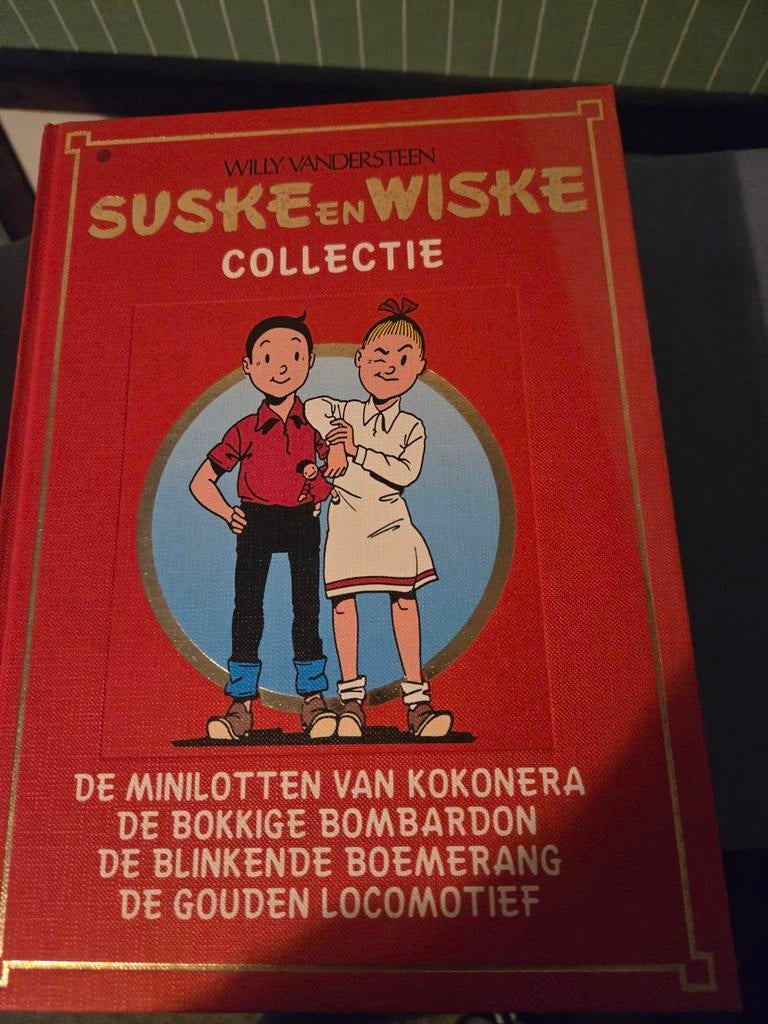 WILLY VANDERSTEEN
SUSKE EN WISKE
COLLECTIE
DE MINILOTTEN VAN KOKONERA
DE BOKKIGE BOMBARDON
DE BLINKENDE BOEMERANG
DE GOUDEN LOCOMOTIEF